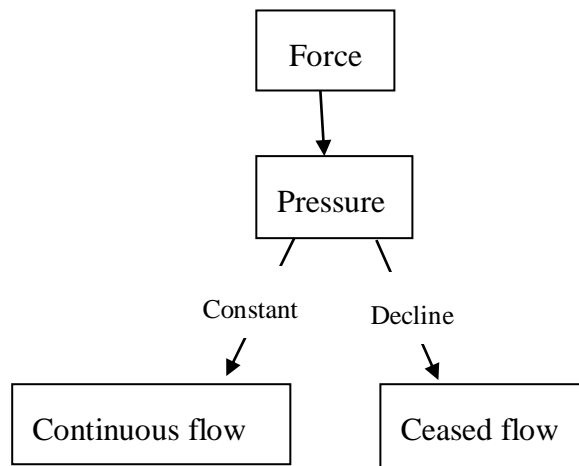 Force
Pressure
Constant
Decline
Continuous flow
Ceased flow